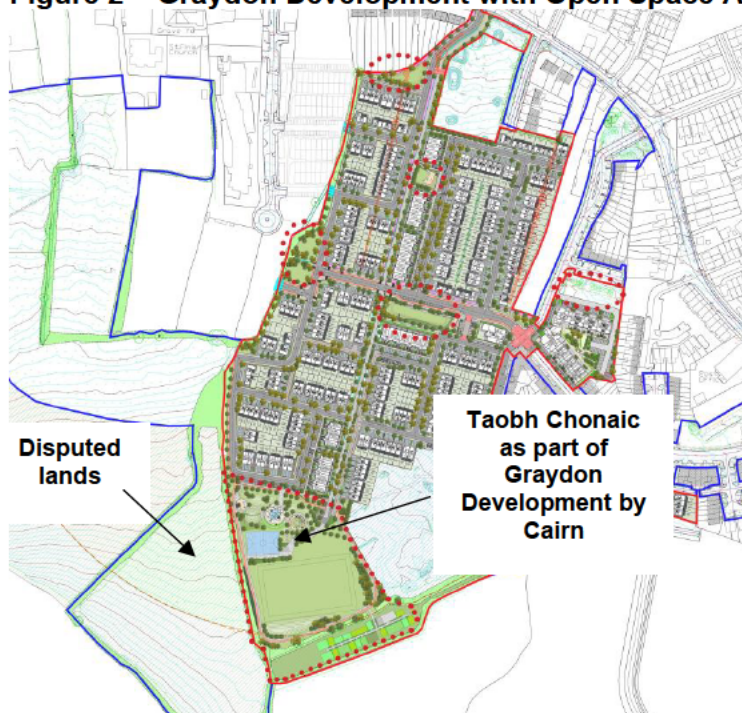 Figure 2 – Graydon Development with Open Space A
Disputed
lands
Taobh Chonaic
as part of
Graydon
Development by
Cairn